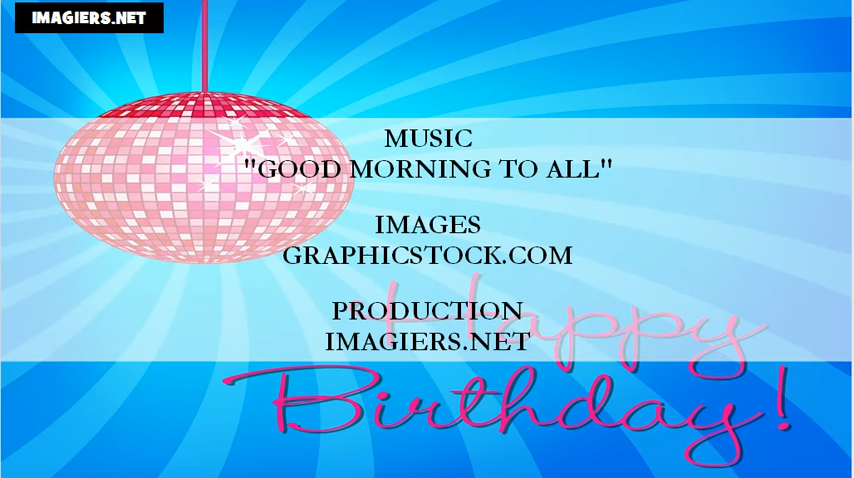 IMAGIERS.NET
MUSIC
"GOOD MORNING TO ALL"
IMAGES
GRAPHICSTOCK.COM
PRODUCTION
IMAGIERS.NET
Happy
Birthday!